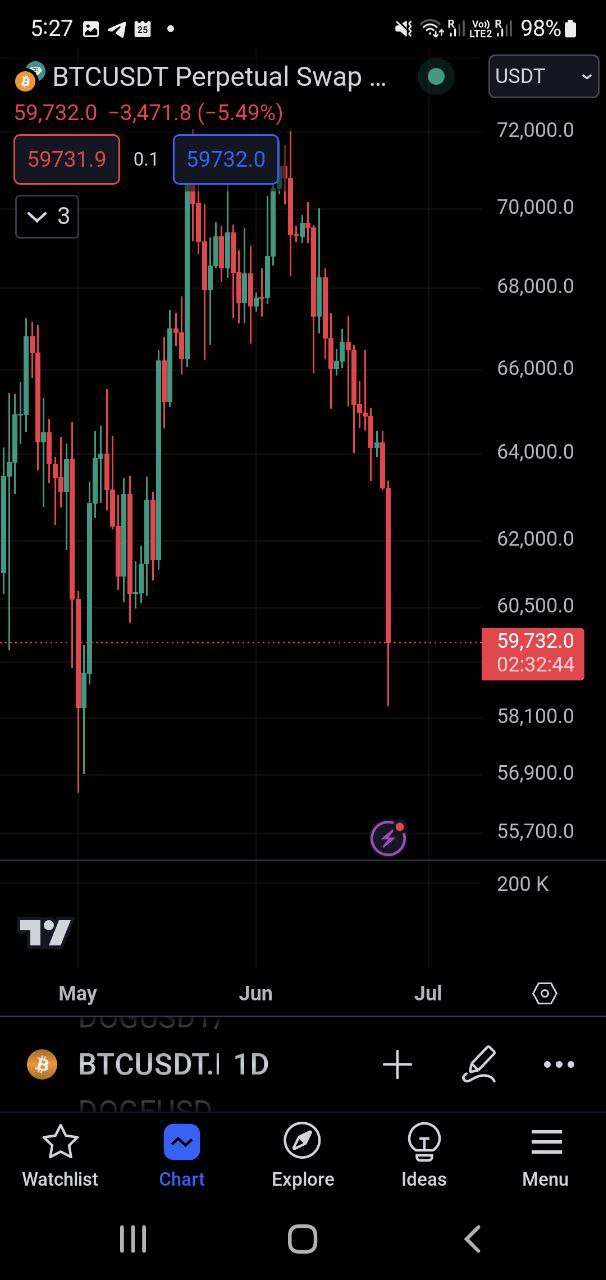 5:27 25 R Vo)) LTE2 R 98%
BTCUSDT Perpetual Swap ...
USDT
59,732.0 −3,471.8 (−5.49%)
59731.9 0.1 59732.0
3
72,000.0
70,000.0
68,000.0
66,000.0
64,000.0
62,000.0
60,500.0
59,732.0
02:32:44
58,100.0
56,900.0
55,700.0
200 K
May Jun Jul
BTCUSDT. 1D
DOGEUSD
Watchlist Chart Explore Ideas Menu